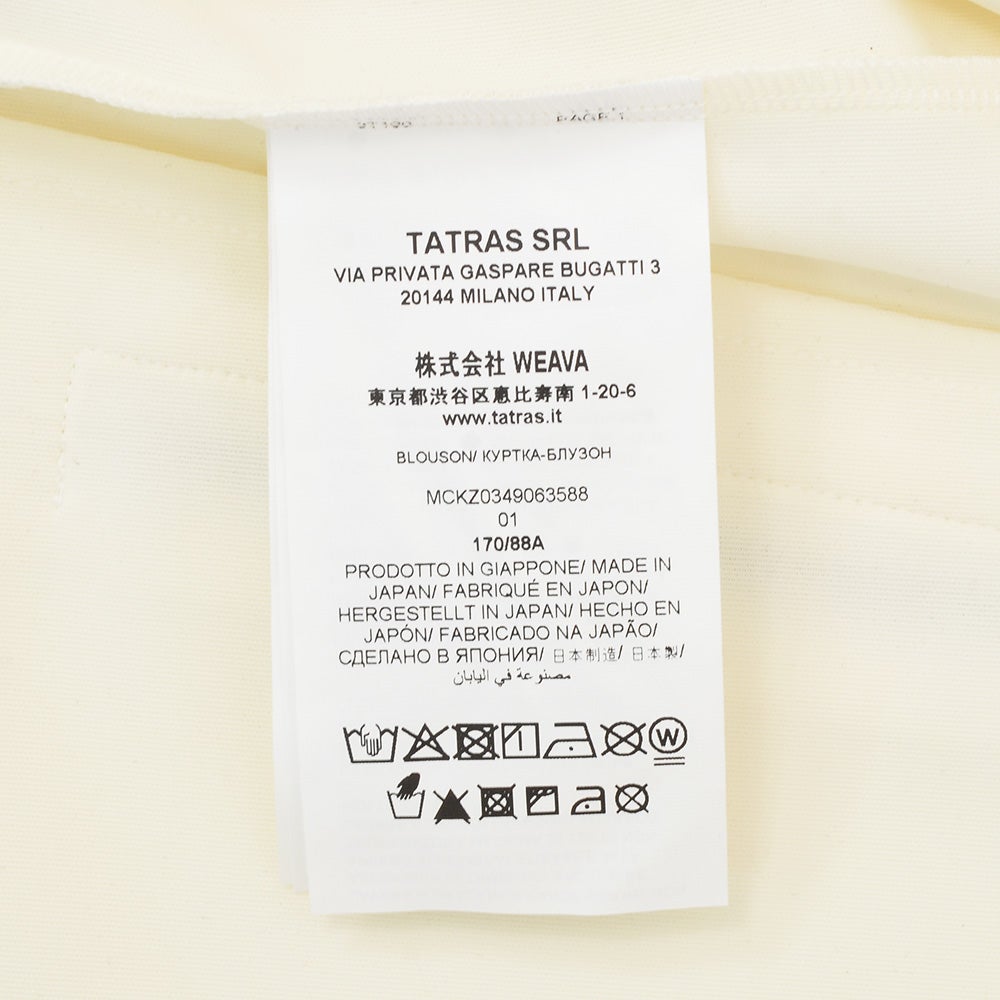 TATRAS SRL
VIA PRIVATA GASPARE BUGATTI 3
20144 MILANO ITALY
株式会社 WEAVA
東京都渋谷区恵比寿南 1-20-6
www.tatras.it
BLOUSON/ КУРТКА-БЛУЗОН
MCKZ0349063588
01
170/88A
PRODOTTO IN GIAPPONE/ MADE IN
JAPAN/ FABRIQUÉ EN JAPON/
HERGESTELLT IN JAPAN/ HECHO EN
JAPÓN/ FABRICADO NA JAPÃO/
СДЕЛАНО В ЯПОНИЯ/ 日本制造/ 日本製/
مصنوعة في اليابان
W